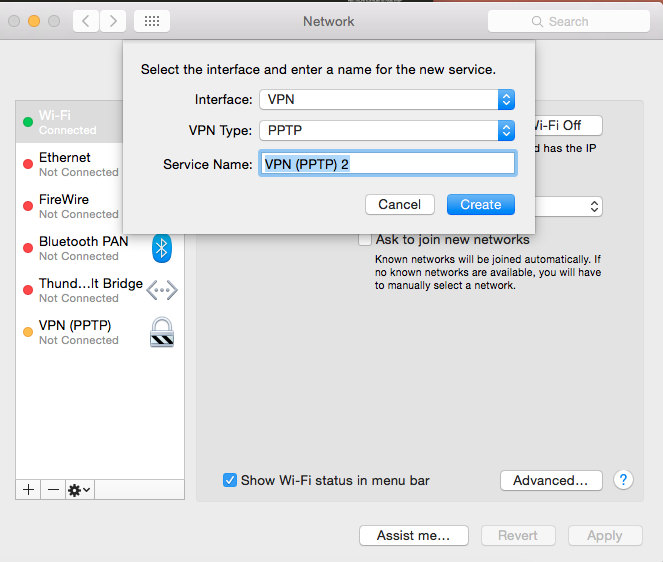 Network
Search
Select the interface and enter a name for the new service.
Interface: VPN
VPN Type: PPTP
Service Name: VPN (PPTP) 2
Cancel
Create
Wi-Fi
Connected
Ethernet
Not Connected
FireWire
Not Connected
Bluetooth PAN
Not Connected
Thund...lt Bridge
Not Connected
VPN (PPTP)
Not Connected
Wi-Fi Off
has the IP
Ask to join new networks
Known networks will be joined automatically. If
no known networks are available, you will have
to manually select a network.
Show Wi-Fi status in menu bar
Advanced...
?
Assist me...
Revert
Apply